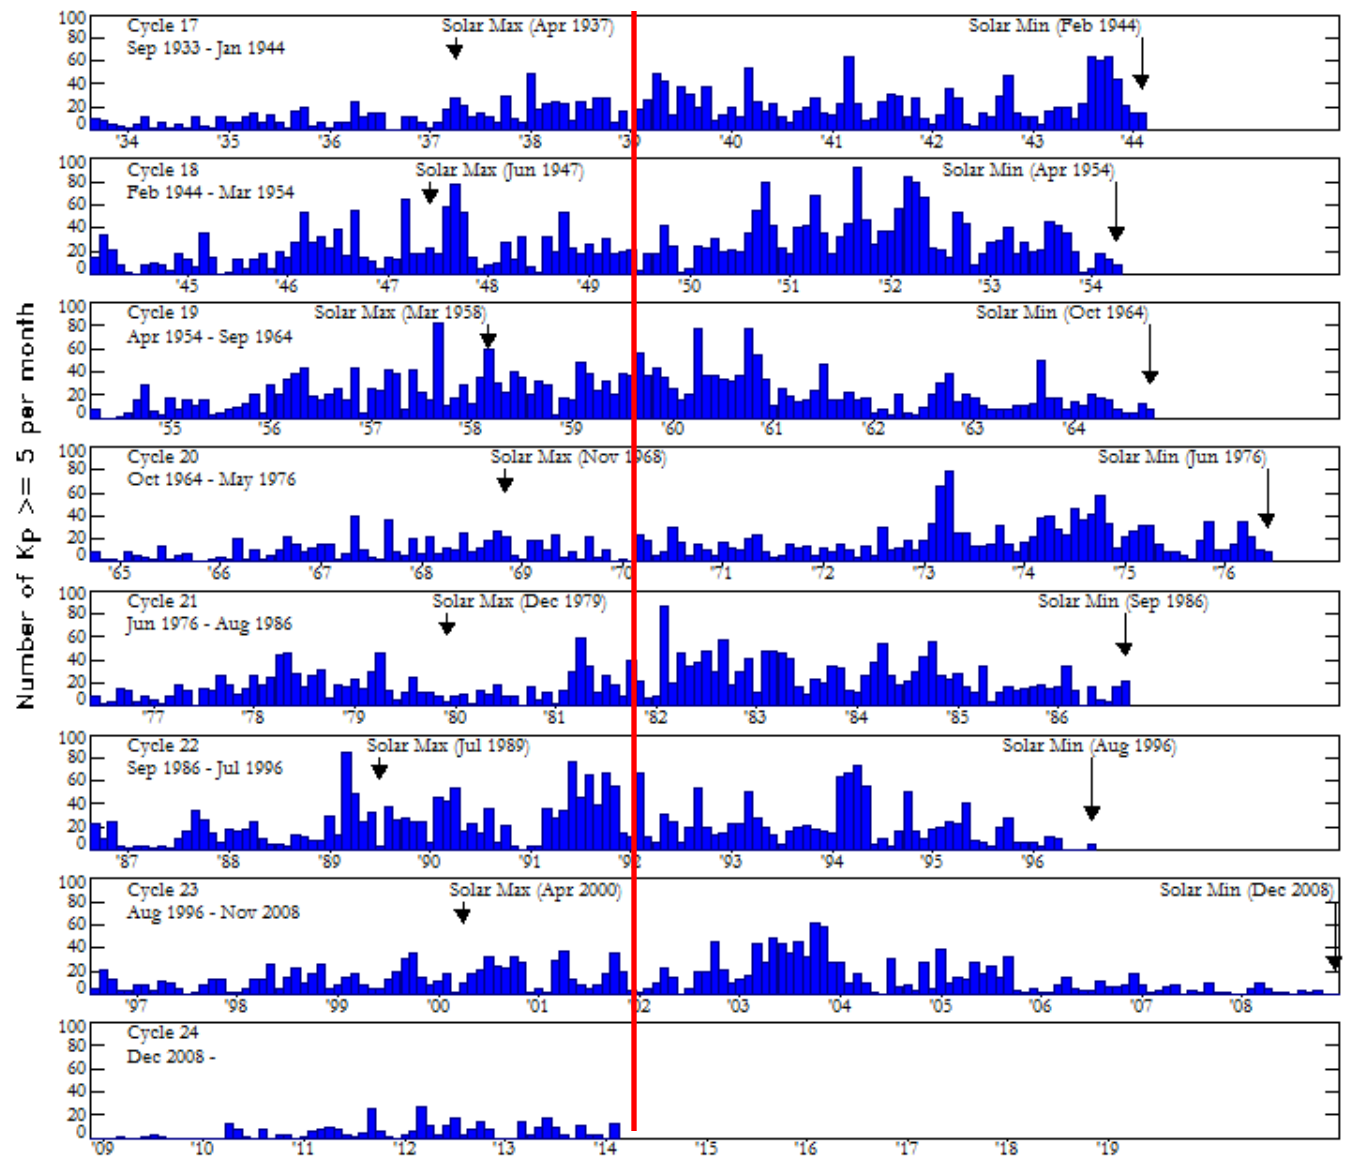 Number of Kp >= 5 per month
100
80
60
40
20
0
Cycle 17
Sep 1933 - Jan 1944
Solar Max (Apr 1937)
Solar Min (Feb 1944)
'34 '35 '36 '37 '38 '39 '40 '41 '42 '43 '44
100
80
60
40
20
0
Cycle 18
Feb 1944 - Mar 1954
Solar Max (Jun 1947)
Solar Min (Apr 1954)
'45 '46 '47 '48 '49 '50 '51 '52 '53 '54
100
80
60
40
20
0
Cycle 19
Apr 1954 - Sep 1964
Solar Max (Mar 1958)
Solar Min (Oct 1964)
'55 '56 '57 '58 '59 '60 '61 '62 '63 '64
100
80
60
40
20
0
Cycle 20
Oct 1964 - May 1976
Solar Max (Nov 1968)
Solar Min (Jun 1976)
'65 '66 '67 '68 '69 '70 '71 '72 '73 '74 '75 '76
100
80
60
40
20
0
Cycle 21
Jun 1976 - Aug 1986
Solar Max (Dec 1979)
Solar Min (Sep 1986)
'77 '78 '79 '80 '81 '82 '83 '84 '85 '86
100
80
60
40
20
0
Cycle 22
Sep 1986 - Jul 1996
Solar Max (Jul 1989)
Solar Min (Aug 1996)
'87 '88 '89 '90 '91 '92 '93 '94 '95 '96
100
80
60
40
20
0
Cycle 23
Aug 1996 - Nov 2008
Solar Max (Apr 2000)
Solar Min (Dec 2008)
'97 '98 '99 '00 '01 '02 '03 '04 '05 '06 '07 '08
100
80
60
40
20
0
Cycle 24
Dec 2008 -
'09 '10 '11 '12 '13 '14 '15 '16 '17 '18 '19